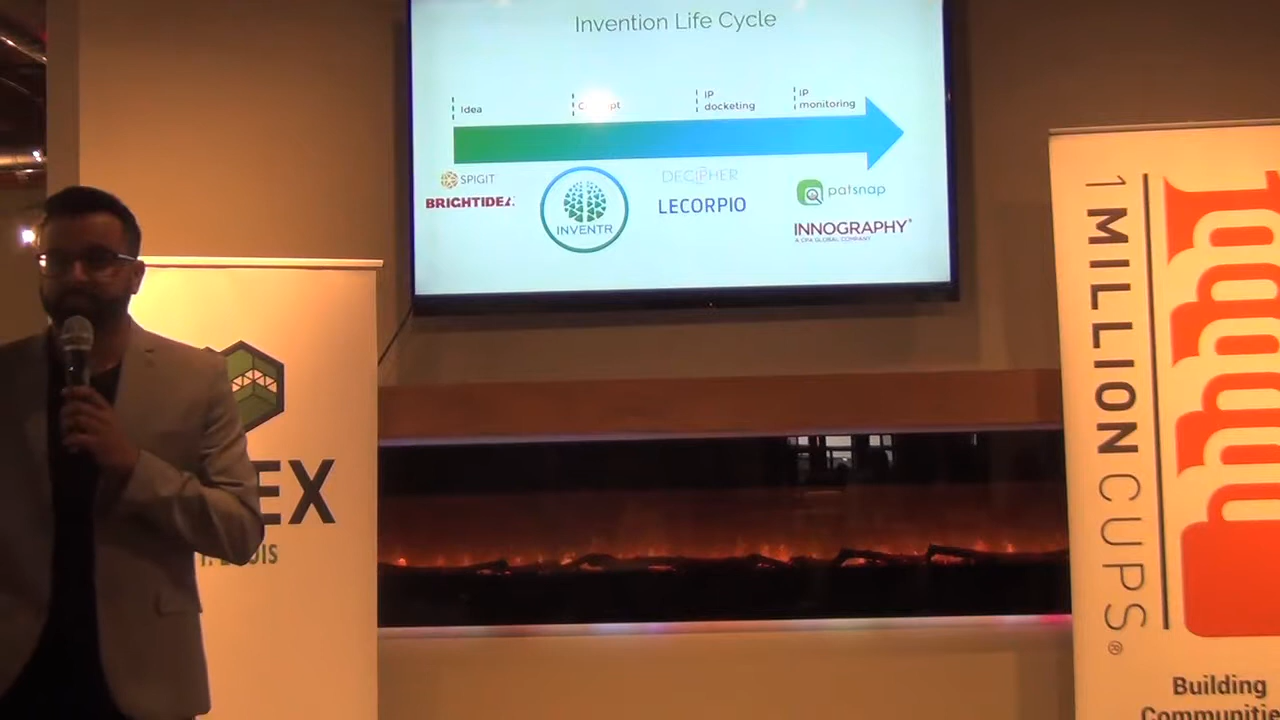 Invention Life Cycle
Idea
IP
docketing
IP
monitoring
SPIGIT
BRIGHTIDEA
INVENTR
DECIPHER
LECORPIO
patsnap
INNOGRAPHY®
A CPA GLOBAL COMPANY
EX
1 MILLION CUPS®
Building